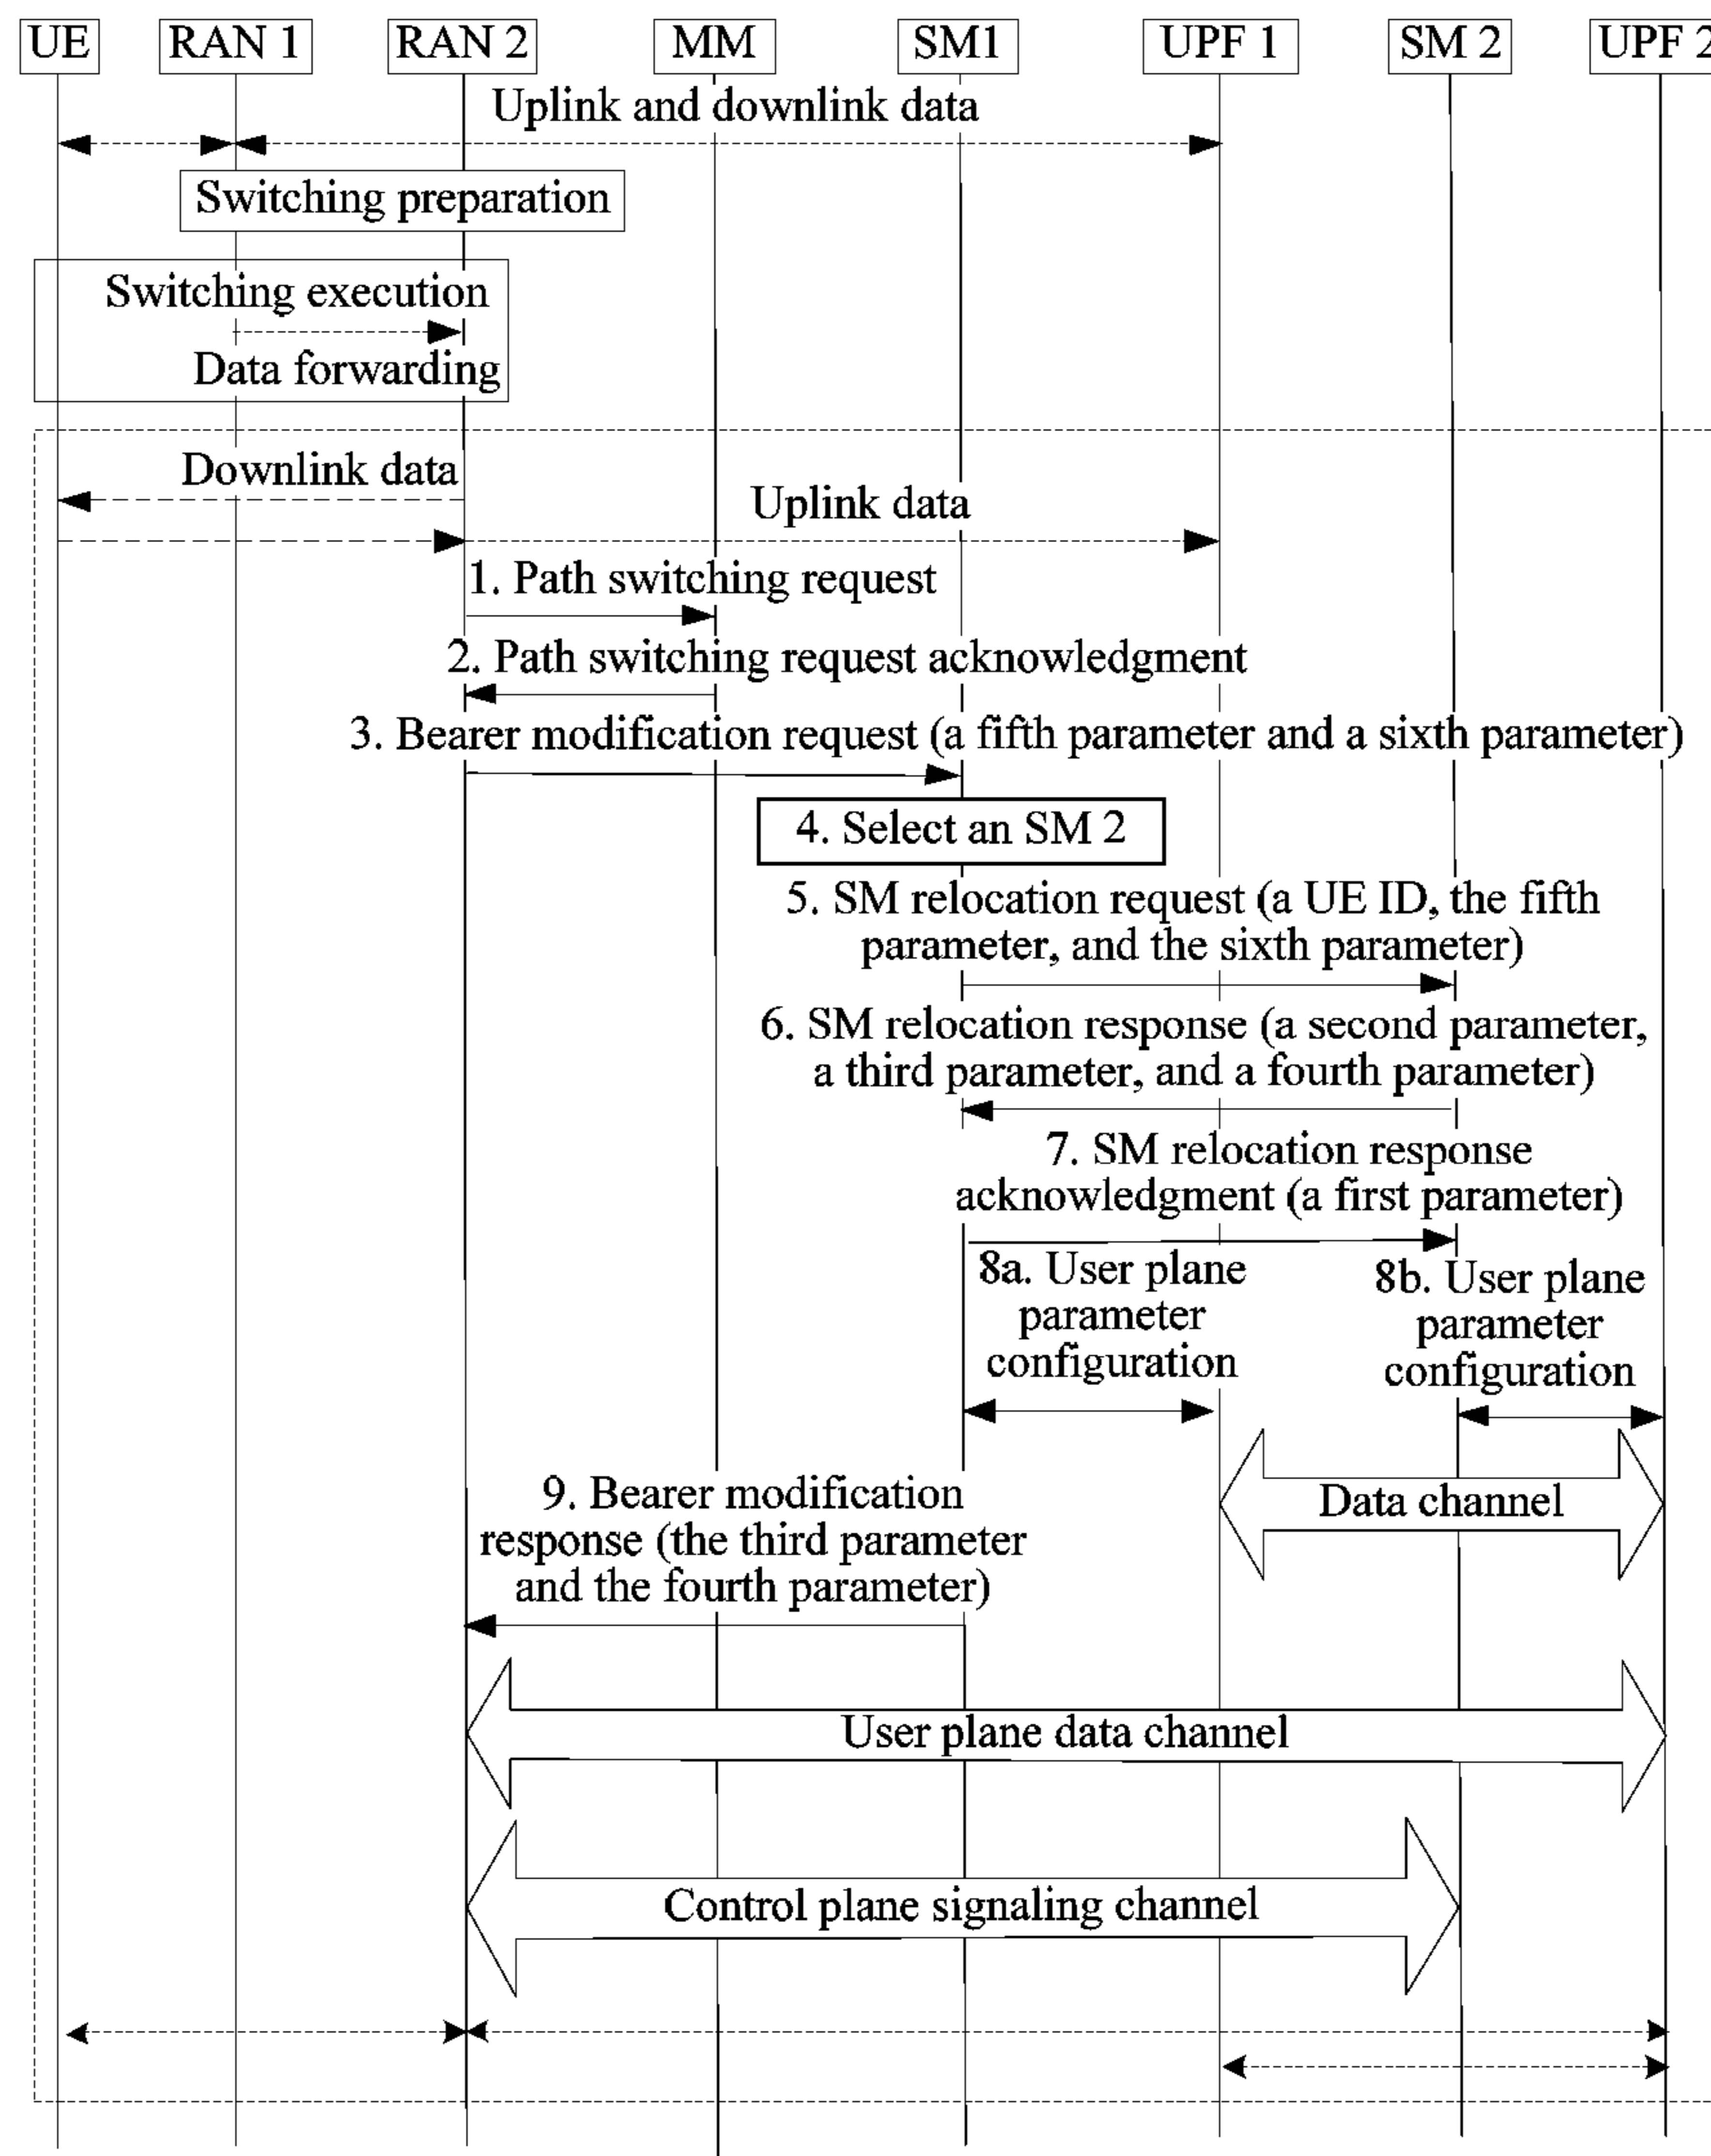 UE RAN 1 RAN 2 MM SM1 UPF 1 SM 2 UPF 2
Uplink and downlink data
Switching preparation
Switching execution
Data forwarding
Downlink data
Uplink data
1. Path switching request
2. Path switching request acknowledgment
3. Bearer modification request (a fifth parameter and a sixth parameter)
4. Select an SM 2
5. SM relocation request (a UE ID, the fifth
parameter, and the sixth parameter)
6. SM relocation response (a second parameter,
a third parameter, and a fourth parameter)
7. SM relocation response
acknowledgment (a first parameter)
8a. User plane
parameter
configuration
8b. User plane
parameter
configuration
Data channel
9. Bearer modification
response (the third parameter
and the fourth parameter)
User plane data channel
Control plane signaling channel